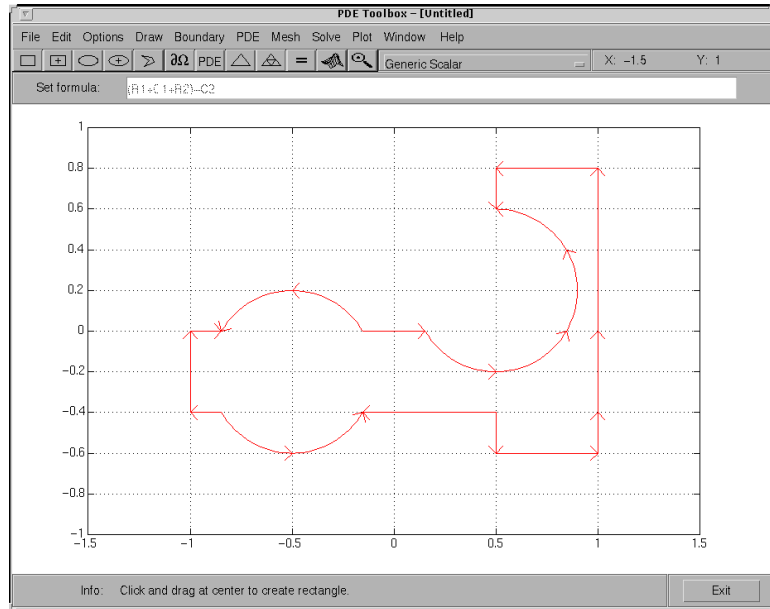 PDE Toolbox – [Untitled]
File Edit Options Draw Boundary PDE Mesh Solve Plot Window Help
∂Ω PDE = Generic Scalar X: -1.5 Y: 1
Set formula: (R1+C1+R2)-C2
1
0.8
0.6
0.4
0.2
0
-0.2
-0.4
-0.6
-0.8
-1
-1.5 -1 -0.5 0 0.5 1 1.5
Info: Click and drag at center to create rectangle. Exit